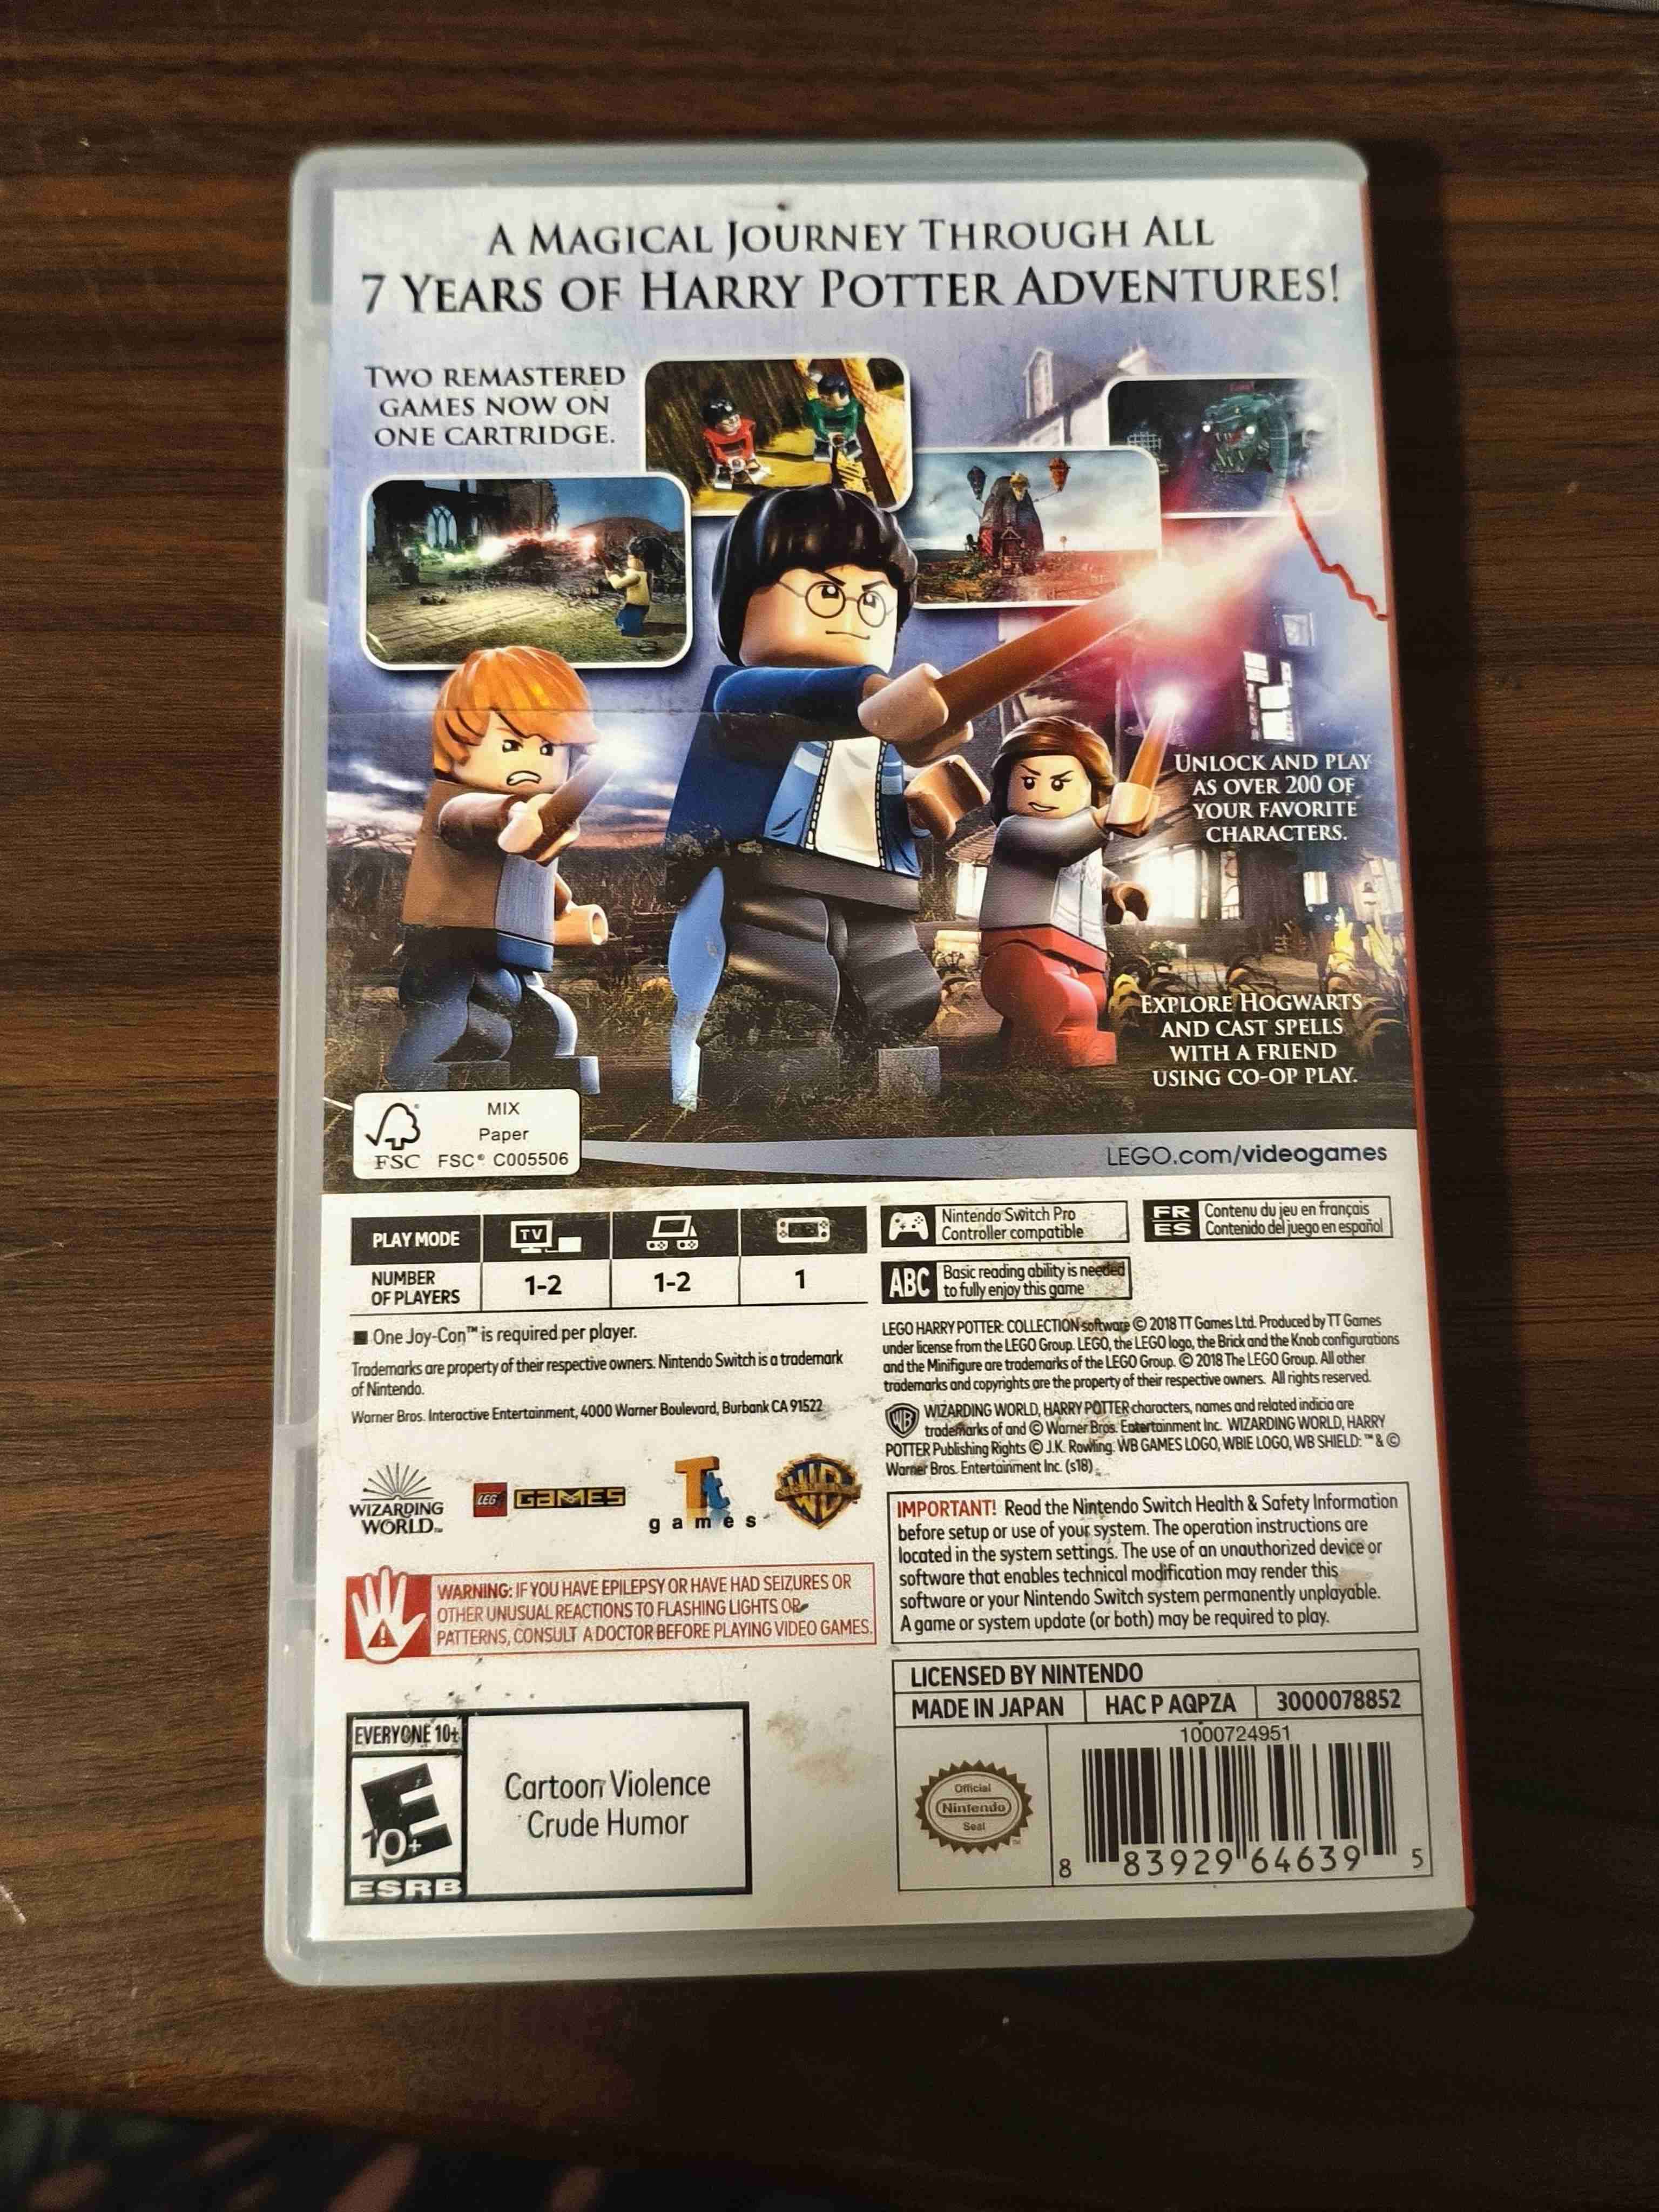 A MAGICAL JOURNEY THROUGH ALL
7 YEARS OF HARRY POTTER ADVENTURES!
TWO REMASTERED
GAMES NOW ON
ONE CARTRIDGE.
UNLOCK AND PLAY
AS OVER 200 OF
YOUR FAVORITE
CHARACTERS.
EXPLORE HOGWARTS
AND CAST SPELLS
WITH A FRIEND
USING CO-OP PLAY.
MIX
Paper
FSC FSC® C005506
LEGO.com/videogames
PLAY MODE TV
NUMBER
OF PLAYERS 1-2 1-2 1
■ One Joy-Con™ is required per player.
Trademarks are property of their respective owners. Nintendo Switch is a trademark
of Nintendo.
Warner Bros. Interactive Entertainment, 4000 Warner Boulevard, Burbank CA 91522
Nintendo Switch Pro
Controller compatible
FR Contenu du jeu en français
ES Contenido del juego en español
ABC Basic reading ability is needed
to fully enjoy this game
LEGO HARRY POTTER: COLLECTION software © 2018 TT Games Ltd. Produced by TT Games
under license from the LEGO Group. LEGO, the LEGO logo, the Brick and the Knob configurations
and the Minifigure are trademarks of the LEGO Group. © 2018 The LEGO Group. All other
trademarks and copyrights are the property of their respective owners. All rights reserved.
WB WIZARDING WORLD, HARRY POTTER characters, names and related indicia are
trademarks of and © Warner Bros. Entertainment Inc. WIZARDING WORLD, HARRY
POTTER Publishing Rights © J.K. Rowling. WB GAMES LOGO, WBIE LOGO, WB SHIELD: ™ & ©
Warner Bros. Entertainment Inc. (s18)
WIZARDING
WORLD™
LEGO GAMES
Tt
games
WB
WARNING: IF YOU HAVE EPILEPSY OR HAVE HAD SEIZURES OR
OTHER UNUSUAL REACTIONS TO FLASHING LIGHTS OR
PATTERNS, CONSULT A DOCTOR BEFORE PLAYING VIDEO GAMES.
IMPORTANT! Read the Nintendo Switch Health & Safety Information
before setup or use of your system. The operation instructions are
located in the system settings. The use of an unauthorized device or
software that enables technical modification may render this
software or your Nintendo Switch system permanently unplayable.
A game or system update (or both) may be required to play.
EVERYONE 10+
E
10+
ESRB
Cartoon Violence
Crude Humor
LICENSED BY NINTENDO
MADE IN JAPAN HAC P AQPZA 3000078852
1000724951
Official
Nintendo
Seal
8 83929 64639 5